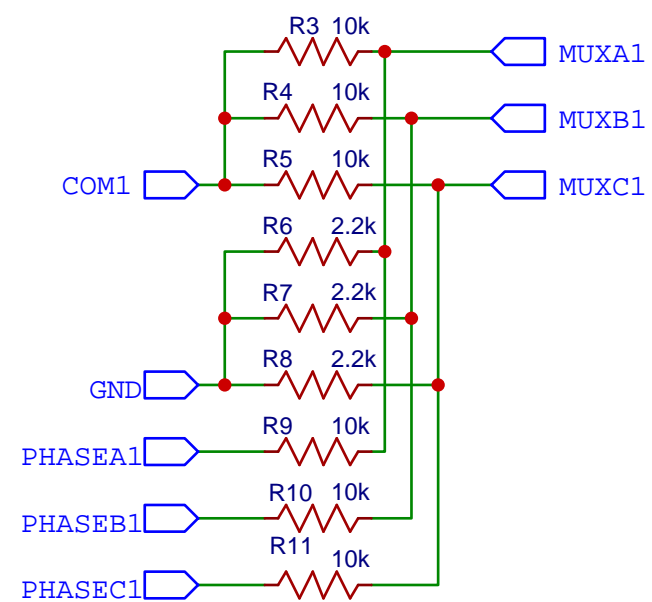 R3 10k
MUXA1
R4 10k
MUXB1
R5 10k
COM1
MUXC1
R6 2.2k
R7 2.2k
R8 2.2k
GND
R9 10k
PHASEA1
R10 10k
PHASEB1
R11 10k
PHASEC1